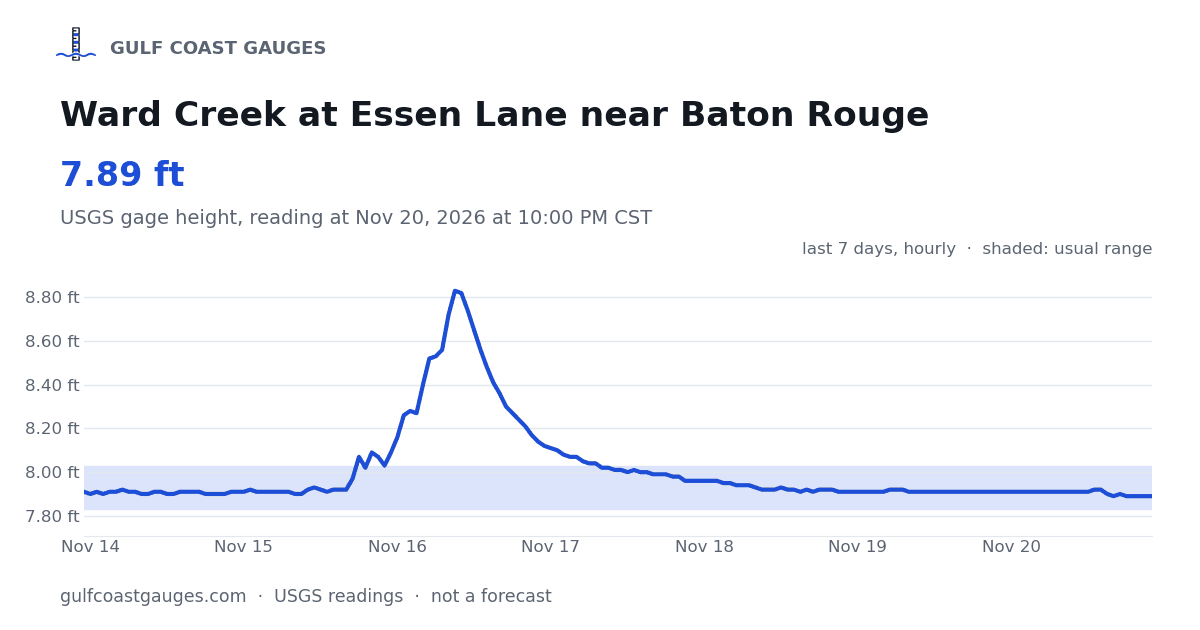 GULF COAST GAUGES
Ward Creek at Essen Lane near Baton Rouge
7.89 ft
USGS gage height, reading at Nov 20, 2026 at 10:00 PM CST
last 7 days, hourly · shaded: usual range
8.80 ft
8.60 ft
8.40 ft
8.20 ft
8.00 ft
7.80 ft
Nov 14 Nov 15 Nov 16 Nov 17 Nov 18 Nov 19 Nov 20
gulfcoastgauges.com · USGS readings · not a forecast